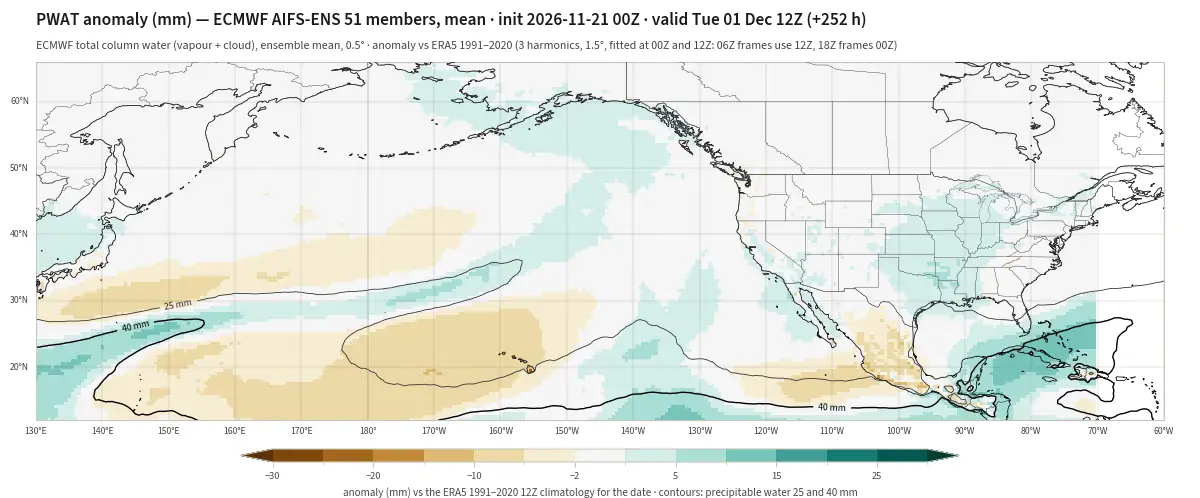 PWAT anomaly (mm) — ECMWF AIFS-ENS 51 members, mean · init 2026-11-21 00Z · valid Tue 01 Dec 12Z (+252 h)
ECMWF total column water (vapour + cloud), ensemble mean, 0.5° · anomaly vs ERA5 1991–2020 (3 harmonics, 1.5°, fitted at 00Z and 12Z: 06Z frames use 12Z, 18Z frames 00Z)
60°N
50°N
40°N
30°N
20°N
25 mm
40 mm
40 mm
130°E 140°E 150°E 160°E 170°E 180° 170°W 160°W 150°W 140°W 130°W 120°W 110°W 100°W 90°W 80°W 70°W 60°W
−30 −20 −10 −2 5 15 25
anomaly (mm) vs the ERA5 1991–2020 12Z climatology for the date · contours: precipitable water 25 and 40 mm